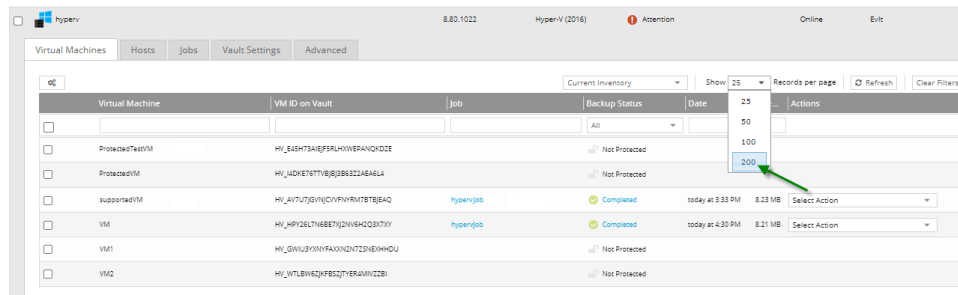 hyperv 8.80.1022 Hyper-V (2016) Attention Online Evlt
Virtual Machines Hosts Jobs Vault Settings Advanced
Current Inventory Show 25 Records per page Refresh Clear Filters
Virtual Machine VM ID on Vault Job Backup Status Date ... Actions
25
All 50
100
ProtectedTestVM HV_E45H73AIEJF5RLHXWEPANQKDZE Not Protected
200
ProtectedVM HV_I4DKE76TTVBJBJ3B63Z2AEA6L4 Not Protected
supportedVM HV_AV7U7JGVNJCVVFNYRM7BTBJEAQ hypervjob Completed today at 3:33 PM 8.23 MB Select Action
VM HV_HPY26L7N6BE7XJ2NV6H2Q3X7XY hypervjob Completed today at 4:30 PM 8.21 MB Select Action
VM1 HV_GWIU3YXNYFAXXN2N7ZSNEXHHDU Not Protected
VM2 HV_WTLBW6ZJKFBSZJTYER4MIVZZBI Not Protected